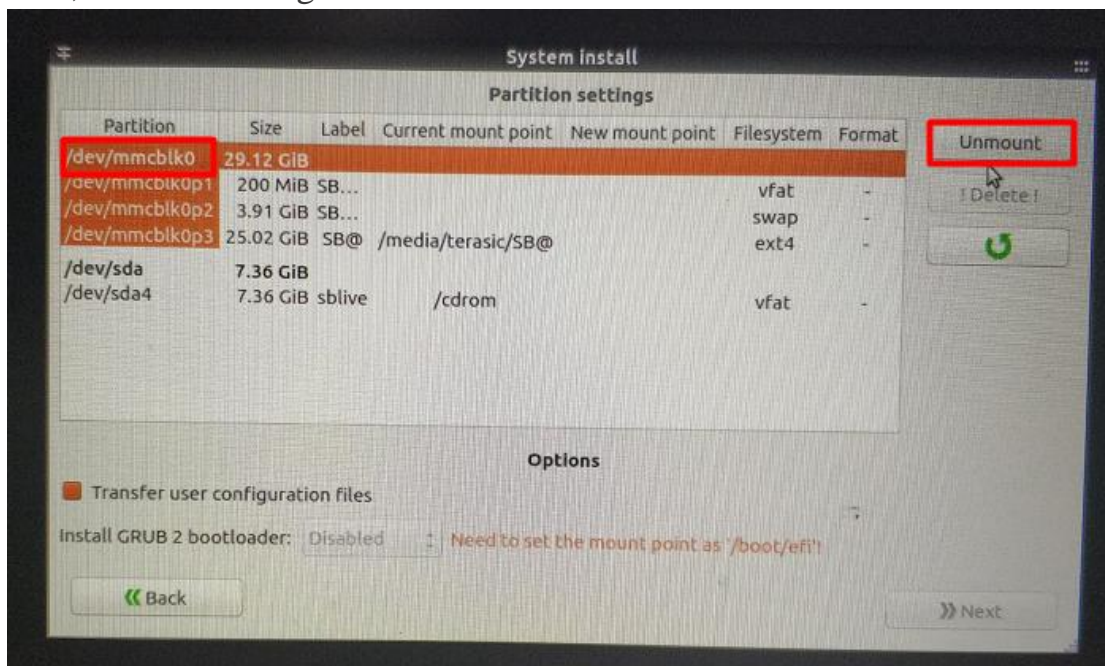 System install
Partition settings
Partition Size Label Current mount point New mount point Filesystem Format
Unmount
/dev/mmcblk0 29.12 GiB
/dev/mmcblk0p1 200 MiB SB... vfat -
! Delete !
/dev/mmcblk0p2 3.91 GiB SB... swap -
/dev/mmcblk0p3 25.02 GiB SB@ /media/terasic/SB@ ext4 -
/dev/sda 7.36 GiB
/dev/sda4 7.36 GiB sblive /cdrom vfat -
Options
Transfer user configuration files
Install GRUB 2 bootloader: Disabled Need to set the mount point as '/boot/efi'!
Back
Next